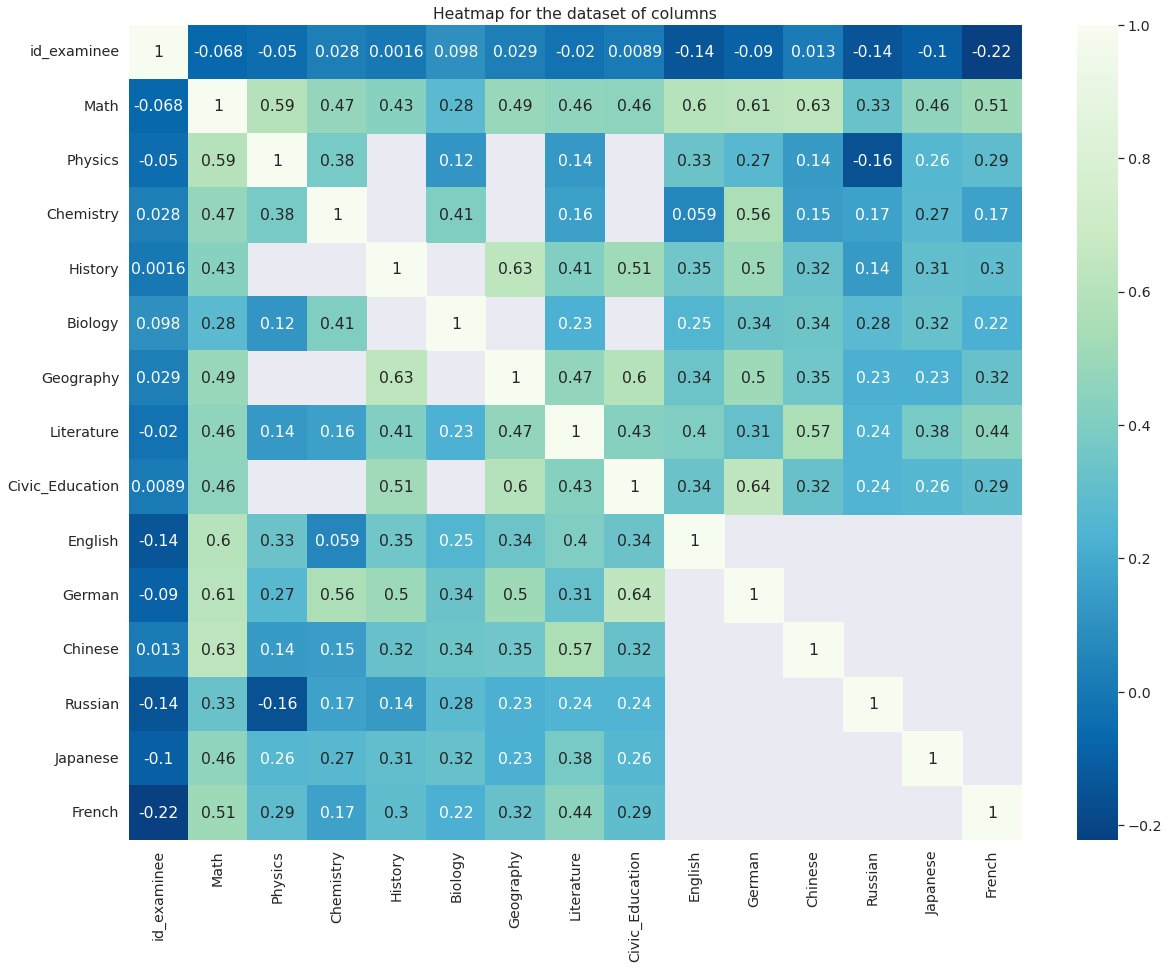 Heatmap for the dataset of columns
id_examinee 1 -0.068 -0.05 0.028 0.0016 0.098 0.029 -0.02 0.0089 -0.14 -0.09 0.013 -0.14 -0.1 -0.22
Math -0.068 1 0.59 0.47 0.43 0.28 0.49 0.46 0.46 0.6 0.61 0.63 0.33 0.46 0.51
Physics -0.05 0.59 1 0.38 0.12 0.14 0.33 0.27 0.14 -0.16 0.26 0.29
Chemistry 0.028 0.47 0.38 1 0.41 0.16 0.059 0.56 0.15 0.17 0.27 0.17
History 0.0016 0.43 1 0.63 0.41 0.51 0.35 0.5 0.32 0.14 0.31 0.3
Biology 0.098 0.28 0.12 0.41 1 0.23 0.25 0.34 0.34 0.28 0.32 0.22
Geography 0.029 0.49 0.63 1 0.47 0.6 0.34 0.5 0.35 0.23 0.23 0.32
Literature -0.02 0.46 0.14 0.16 0.41 0.23 0.47 1 0.43 0.4 0.31 0.57 0.24 0.38 0.44
Civic_Education 0.0089 0.46 0.51 0.6 0.43 1 0.34 0.64 0.32 0.24 0.26 0.29
English -0.14 0.6 0.33 0.059 0.35 0.25 0.34 0.4 0.34 1
German -0.09 0.61 0.27 0.56 0.5 0.34 0.5 0.31 0.64 1
Chinese 0.013 0.63 0.14 0.15 0.32 0.34 0.35 0.57 0.32 1
Russian -0.14 0.33 -0.16 0.17 0.14 0.28 0.23 0.24 0.24 1
Japanese -0.1 0.46 0.26 0.27 0.31 0.32 0.23 0.38 0.26 1
French -0.22 0.51 0.29 0.17 0.3 0.22 0.32 0.44 0.29 1
id_examinee Math Physics Chemistry History Biology Geography Literature Civic_Education English German Chinese Russian Japanese French
1.0
0.8
0.6
0.4
0.2
0.0
−0.2